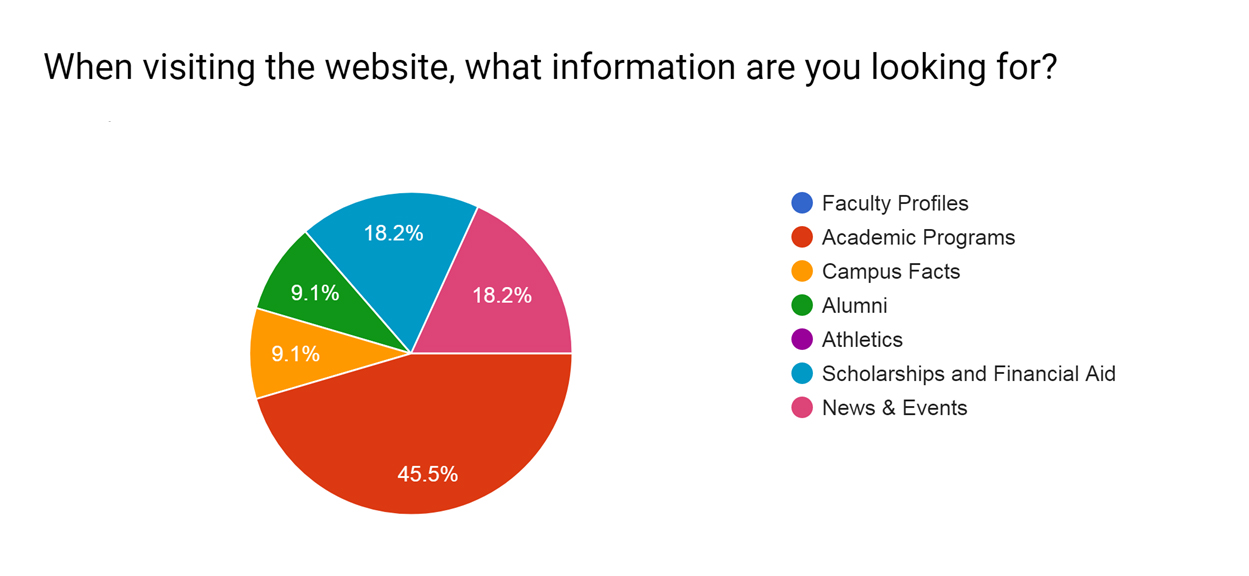 When visiting the website, what information are you looking for?
18.2%
18.2%
9.1%
9.1%
45.5%
Faculty Profiles
Academic Programs
Campus Facts
Alumni
Athletics
Scholarships and Financial Aid
News & Events